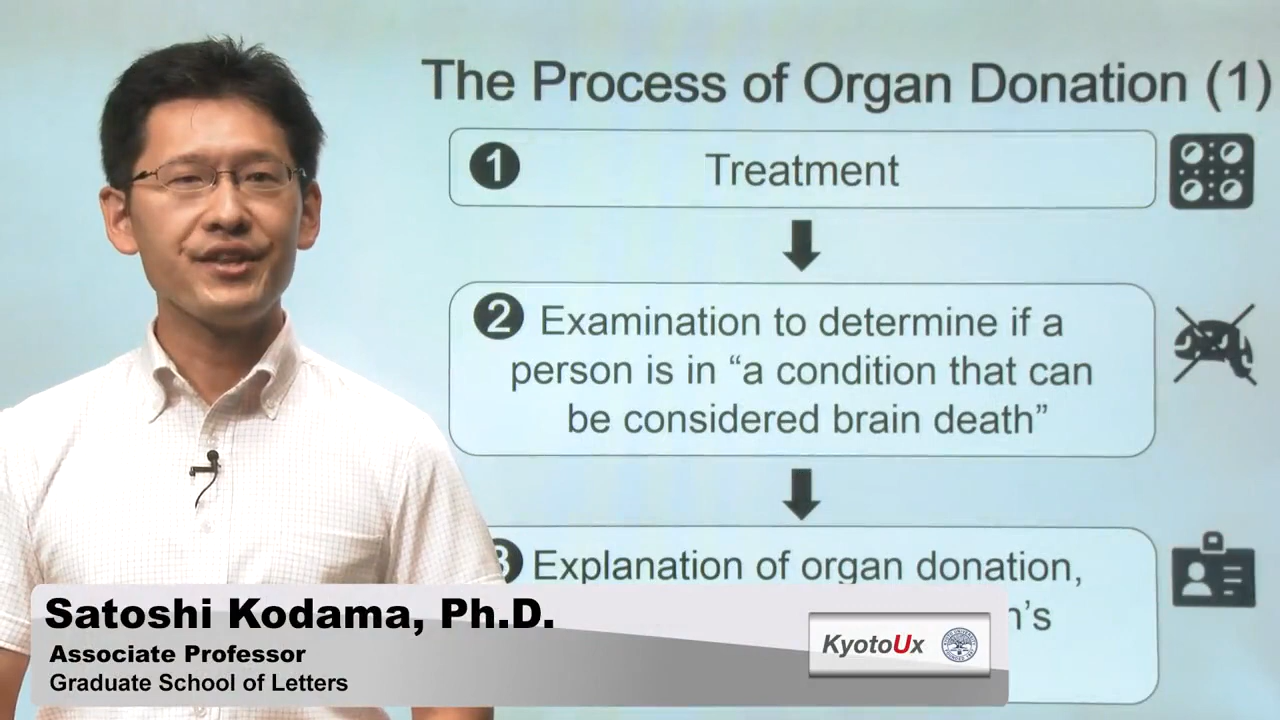 The Process of Organ Donation (1)
1 Treatment
2 Examination to determine if a
person is in “a condition that can
be considered brain death”
3 Explanation of organ donation,
n’s
Satoshi Kodama, Ph.D.
Associate Professor
Graduate School of Letters
KyotoUx